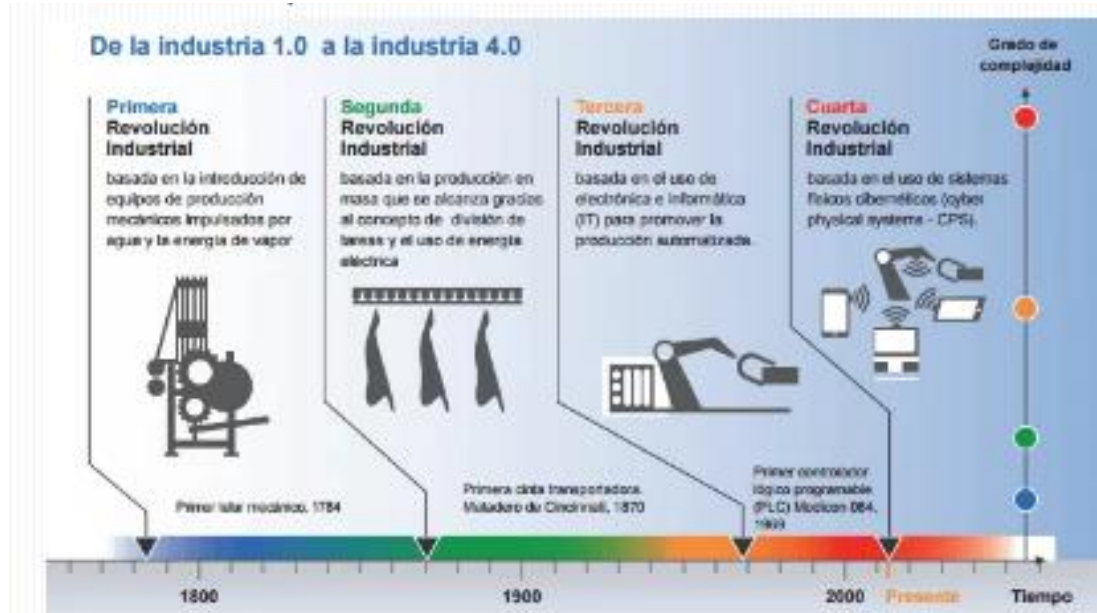 De la industria 1.0 a la industria 4.0
Grado de
complejidad
Primera
Revolución
Industrial
basada en la introducción de
equipos de producción
mecánicos impulsados por
agua y la energía de vapor
Segunda
Revolución
Industrial
basada en la producción en
masa que se alcanza gracias
al concepto de división de
tareas y el uso de energía
eléctrica
Tercera
Revolución
Industrial
basada en el uso de
electrónica e informática
(IT) para promover la
producción automatizada.
Cuarta
Revolución
Industrial
basada en el uso de sistemas
físicos cibernéticos (cyber
physical systems - CPS).
Primer telar mecánico, 1784
Primera cinta transportadora.
Matadero de Cincinnati, 1870
Primer controlador
lógico programable
(PLC) Modicon 084,
1969
1800
1900
2000
Presente
Tiempo